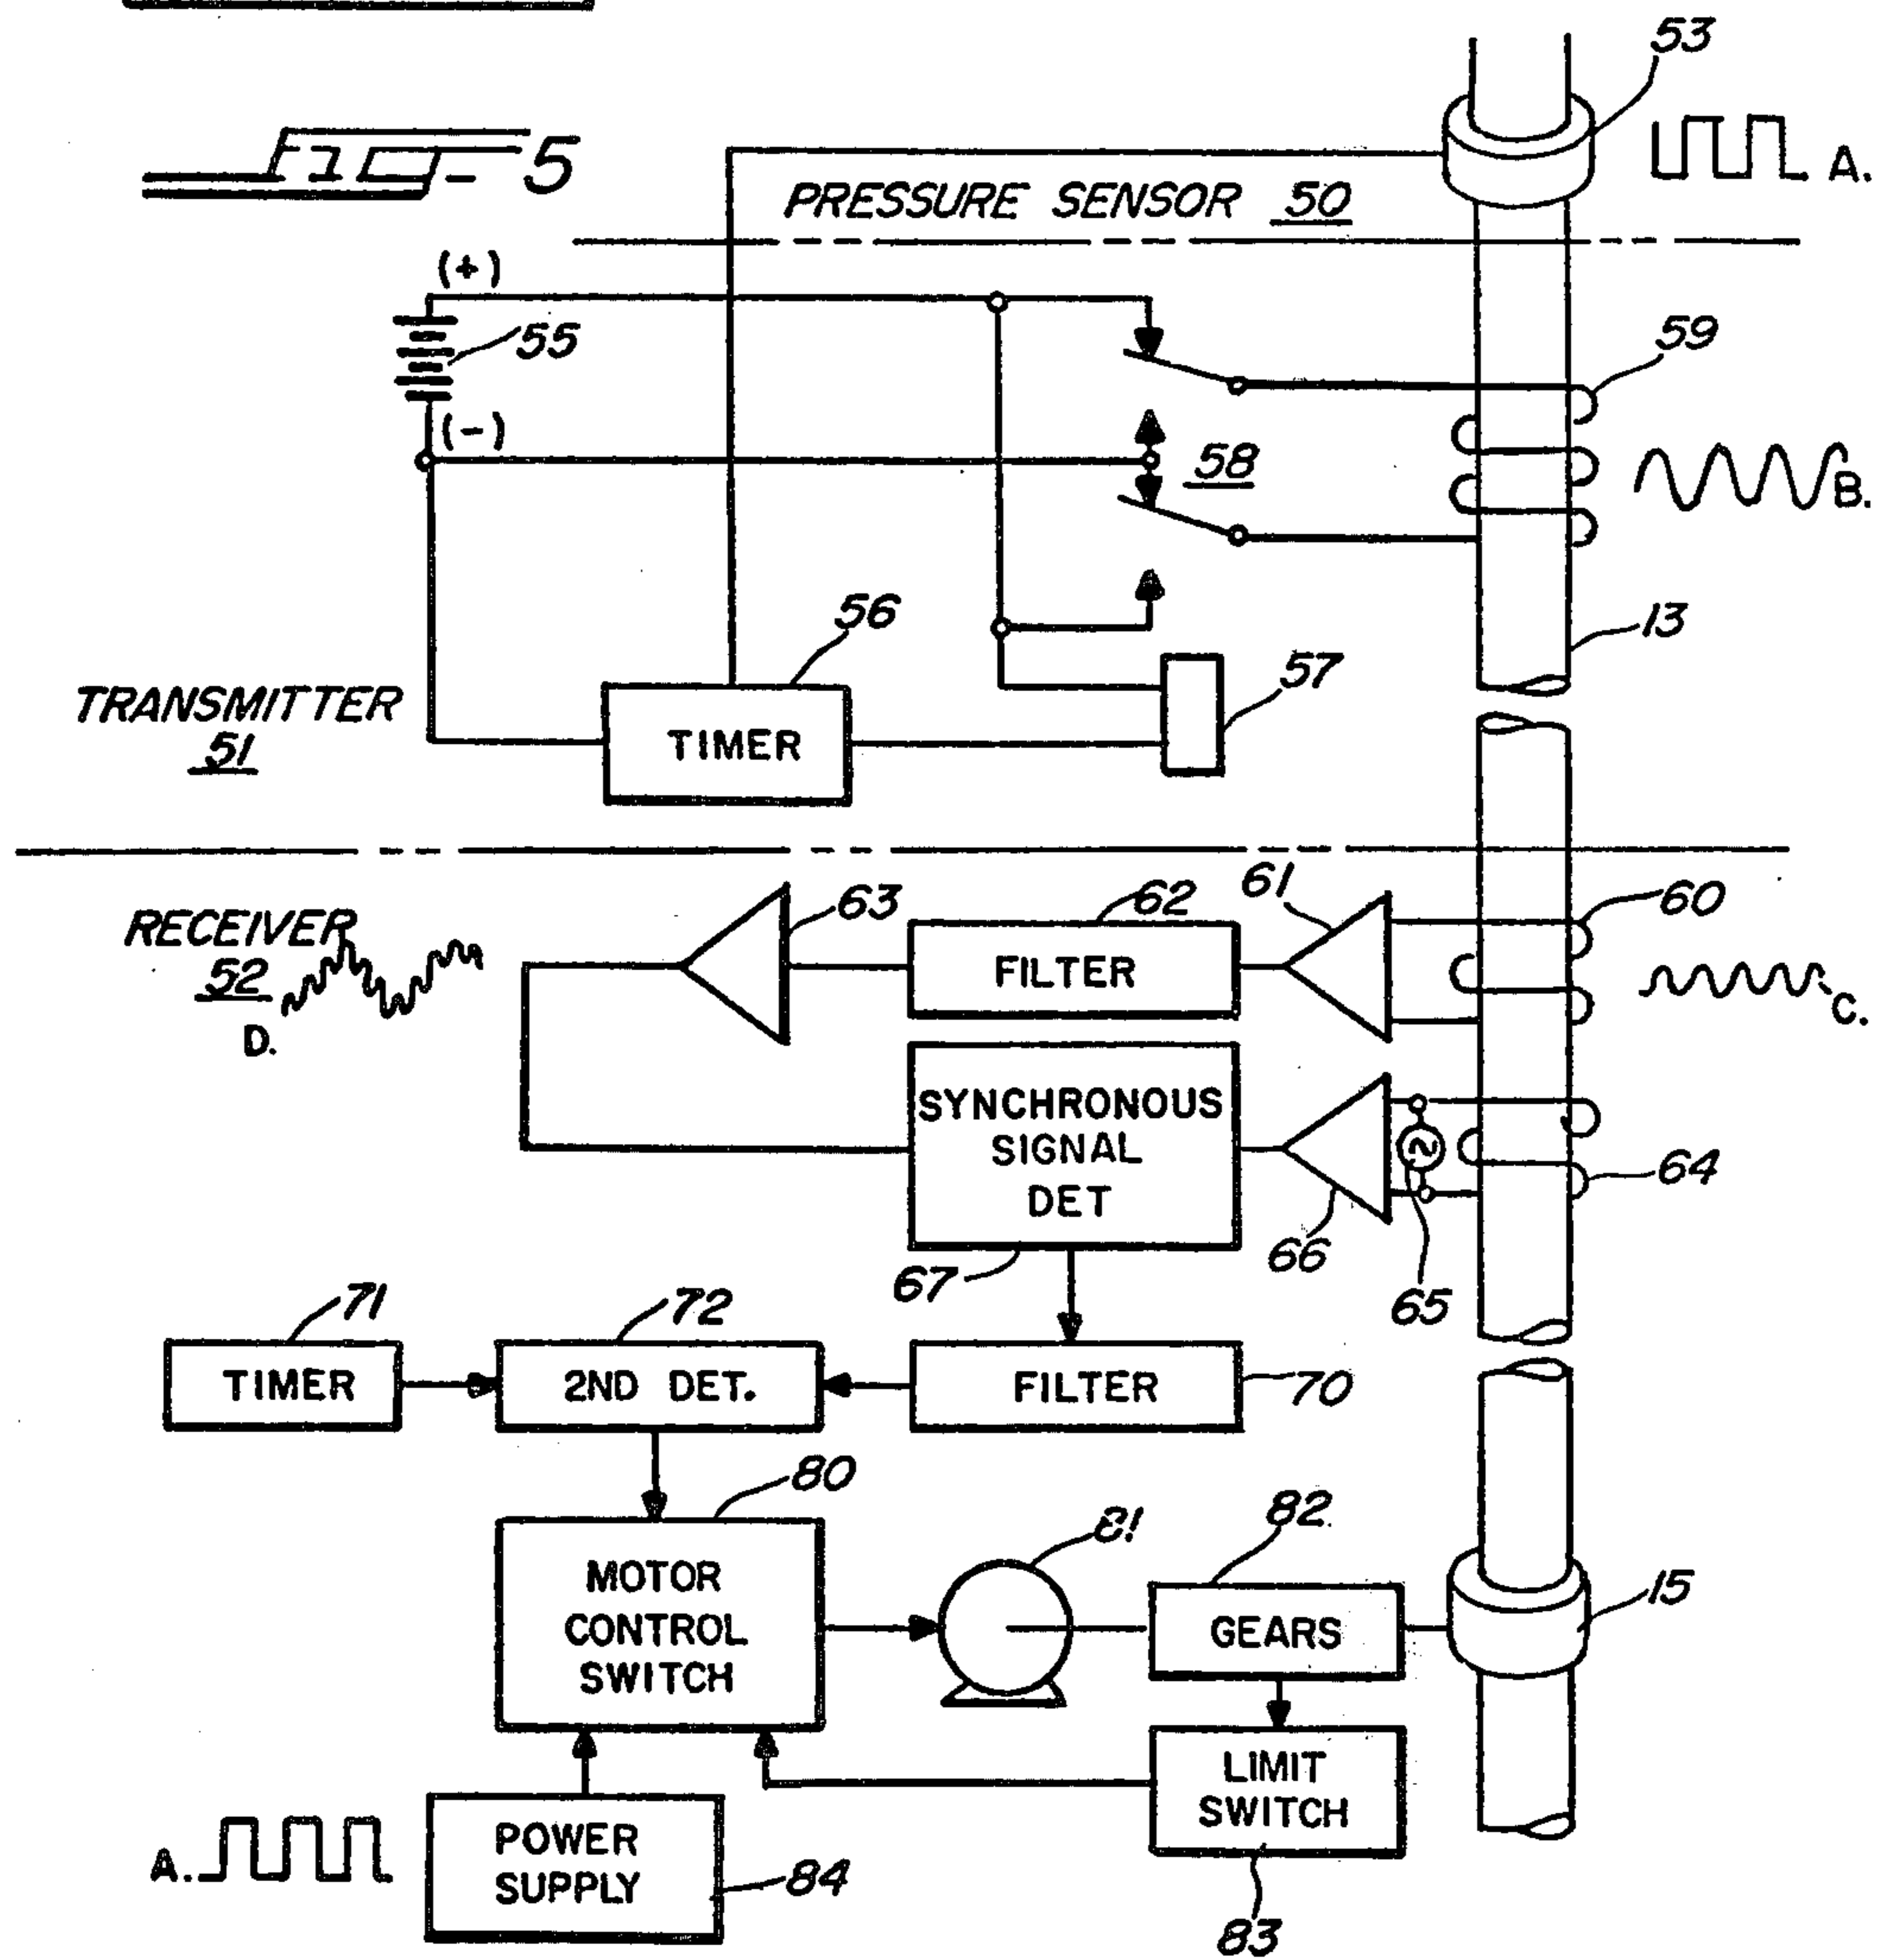 FIG_5
53
A.
PRESSURE SENSOR 50
(+)
55
59
(-)
58
B.
56
13
TRANSMITTER
51
TIMER
57
RECEIVER
52
D.
63
62
FILTER
61
60
C.
SYNCHRONOUS
SIGNAL
DET
67
66
65
64
71
TIMER
72
2ND DET.
FILTER
70
80
MOTOR
CONTROL
SWITCH
81
82
GEARS
15
LIMIT
SWITCH
83
A.
POWER
SUPPLY
84